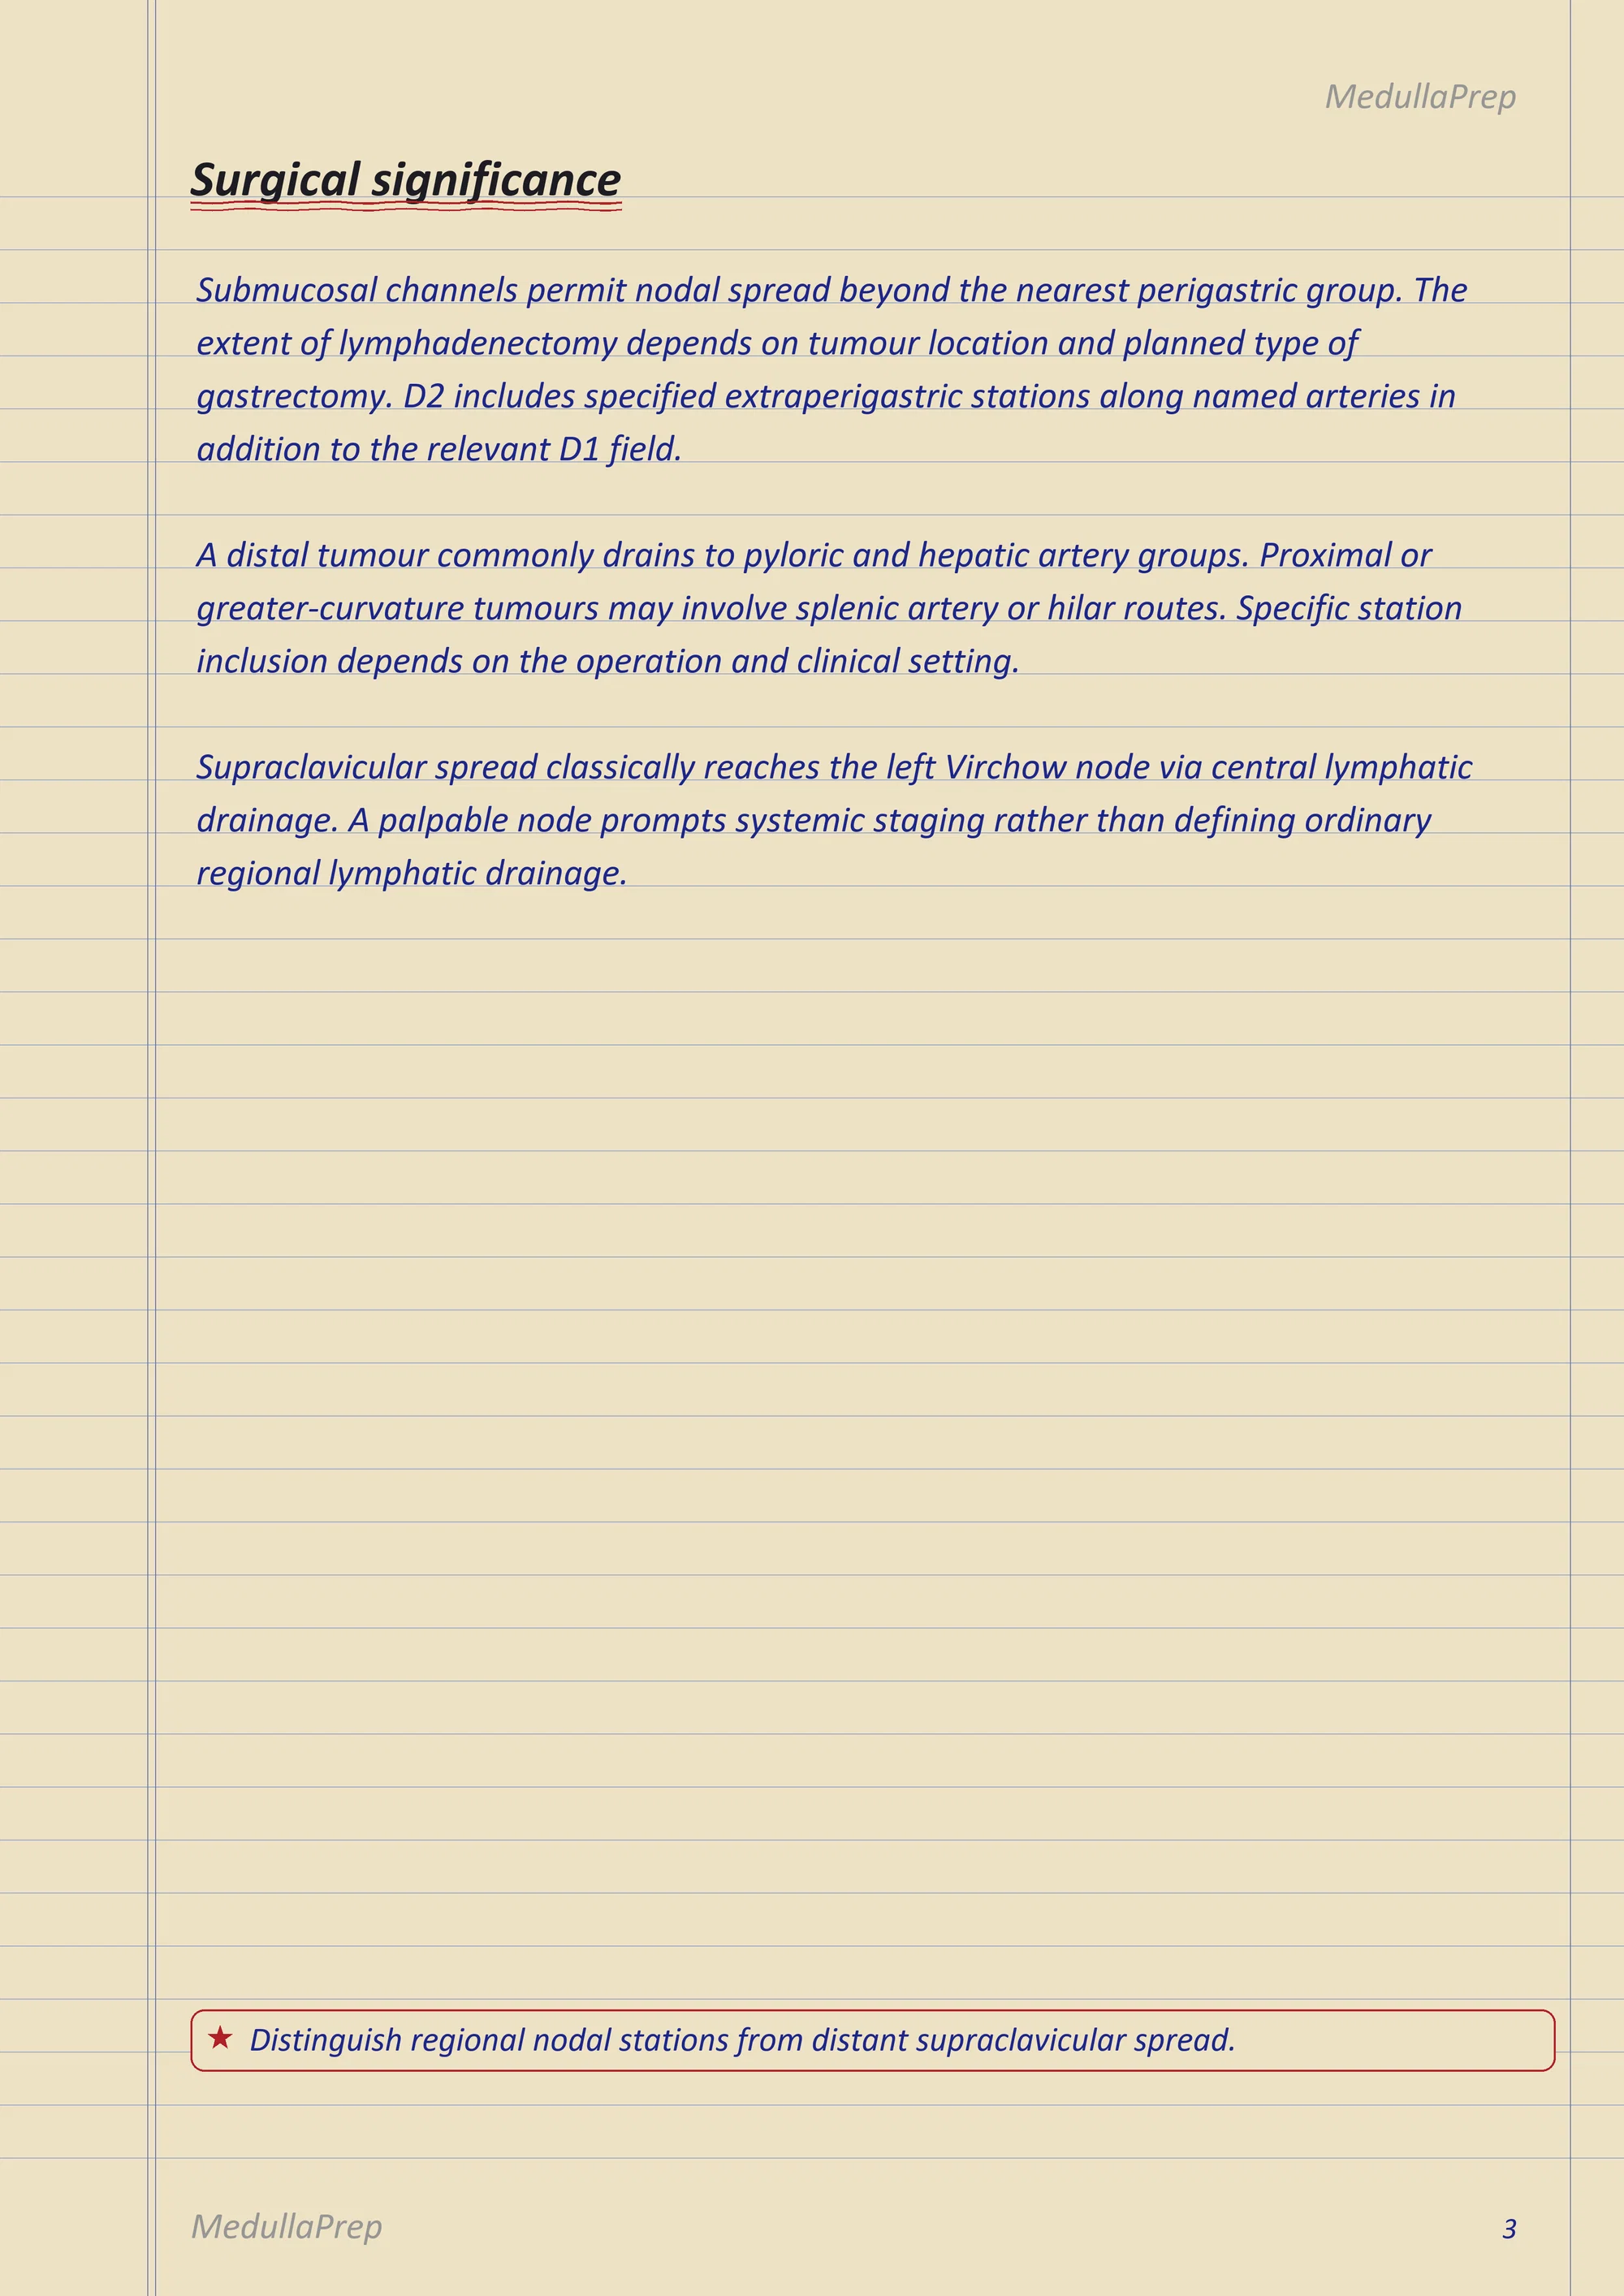 MedullaPrep
Surgical significance
Submucosal channels permit nodal spread beyond the nearest perigastric group. The
extent of lymphadenectomy depends on tumour location and planned type of
gastrectomy. D2 includes specified extraperigastric stations along named arteries in
addition to the relevant D1 field.
A distal tumour commonly drains to pyloric and hepatic artery groups. Proximal or
greater-curvature tumours may involve splenic artery or hilar routes. Specific station
inclusion depends on the operation and clinical setting.
Supraclavicular spread classically reaches the left Virchow node via central lymphatic
drainage. A palpable node prompts systemic staging rather than defining ordinary
regional lymphatic drainage.
★ Distinguish regional nodal stations from distant supraclavicular spread.
MedullaPrep
3